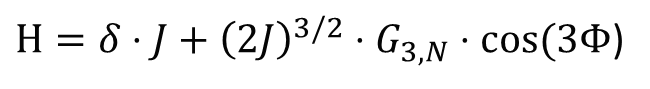 H = δ · J + (2J)^{3/2} · G_{3,N} · cos(3Φ)